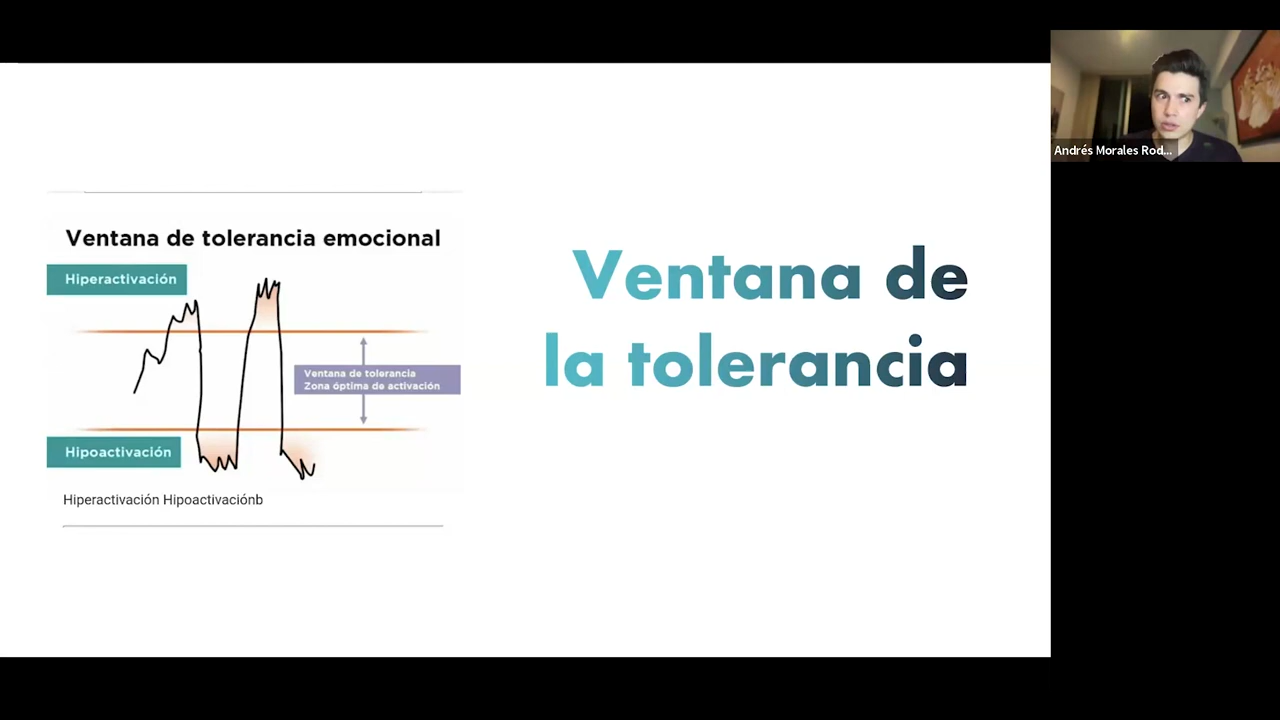 Andrés Morales Rod...
Ventana de tolerancia emocional
Hiperactivación
Ventana de tolerancia
Zona óptima de activación
Hipoactivación
Hiperactivación Hipoactivaciónb
Ventana de
la tolerancia